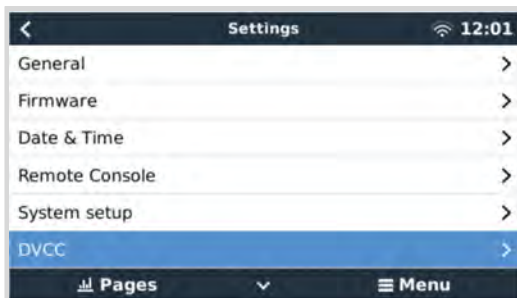 Settings 12:01
General
Firmware
Date & Time
Remote Console
System setup
DVCC
Pages Menu